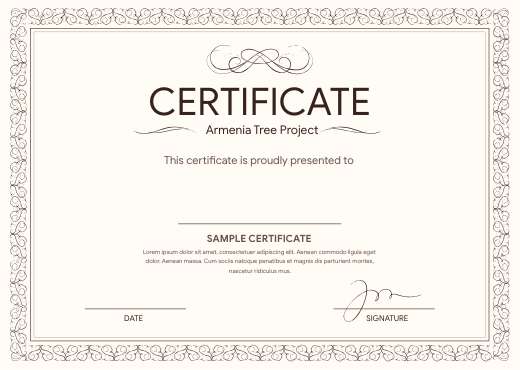 CERTIFICATE
Armenia Tree Project
This certificate is proudly presented to
SAMPLE CERTIFICATE
Lorem ipsum dolor sit amet, consectetuer adipiscing elit. Aenean commodo ligula eget
dolor. Aenean massa. Cum sociis natoque penatibus et magnis dis parturient montes,
nascetur ridiculus mus.
DATE
SIGNATURE